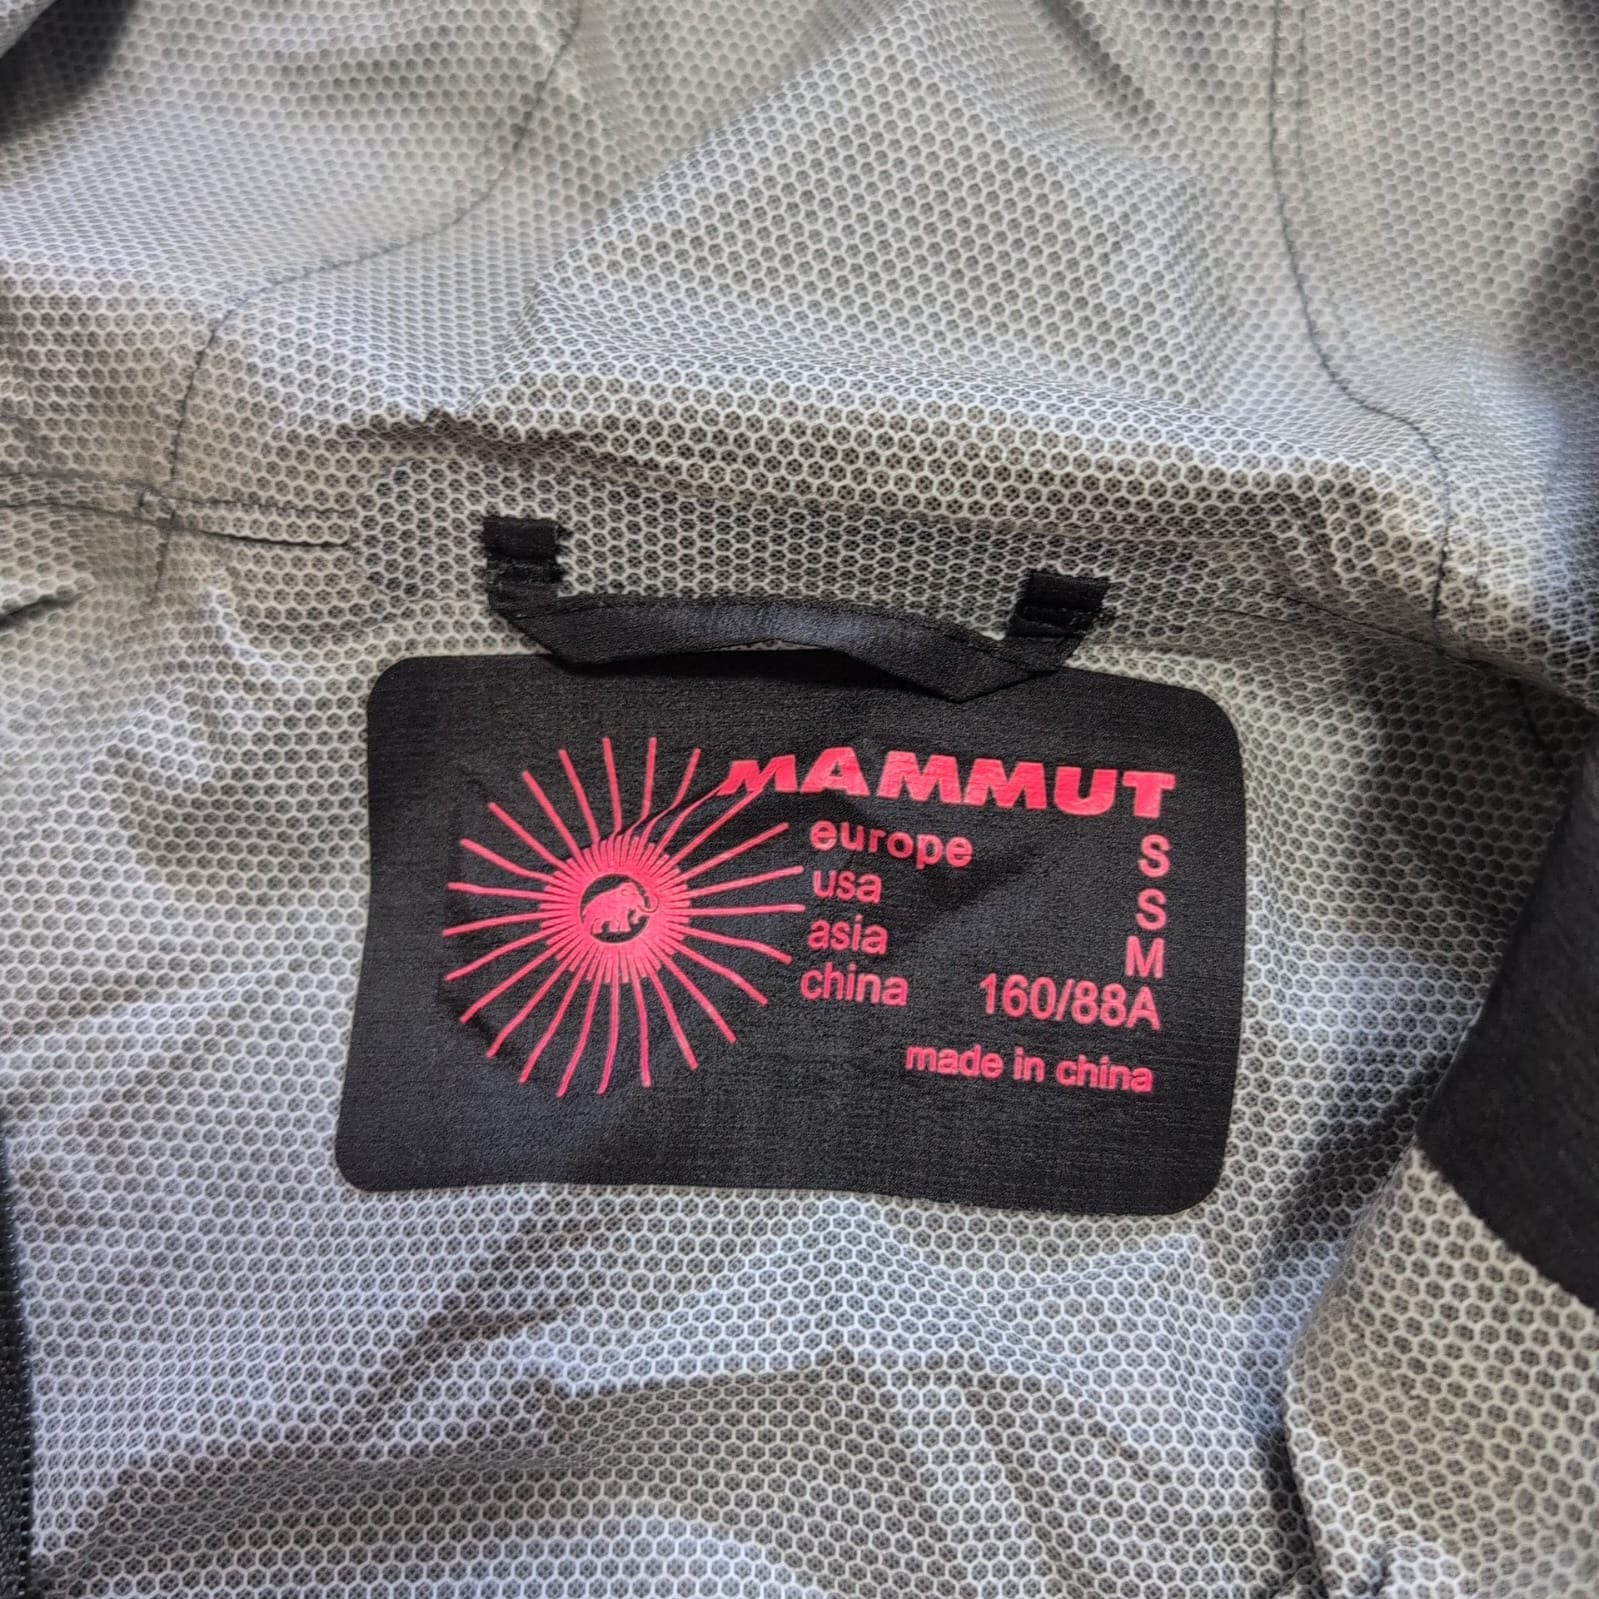 MAMMUT
europe S
usa S
asia M
china 160/88A
made in china